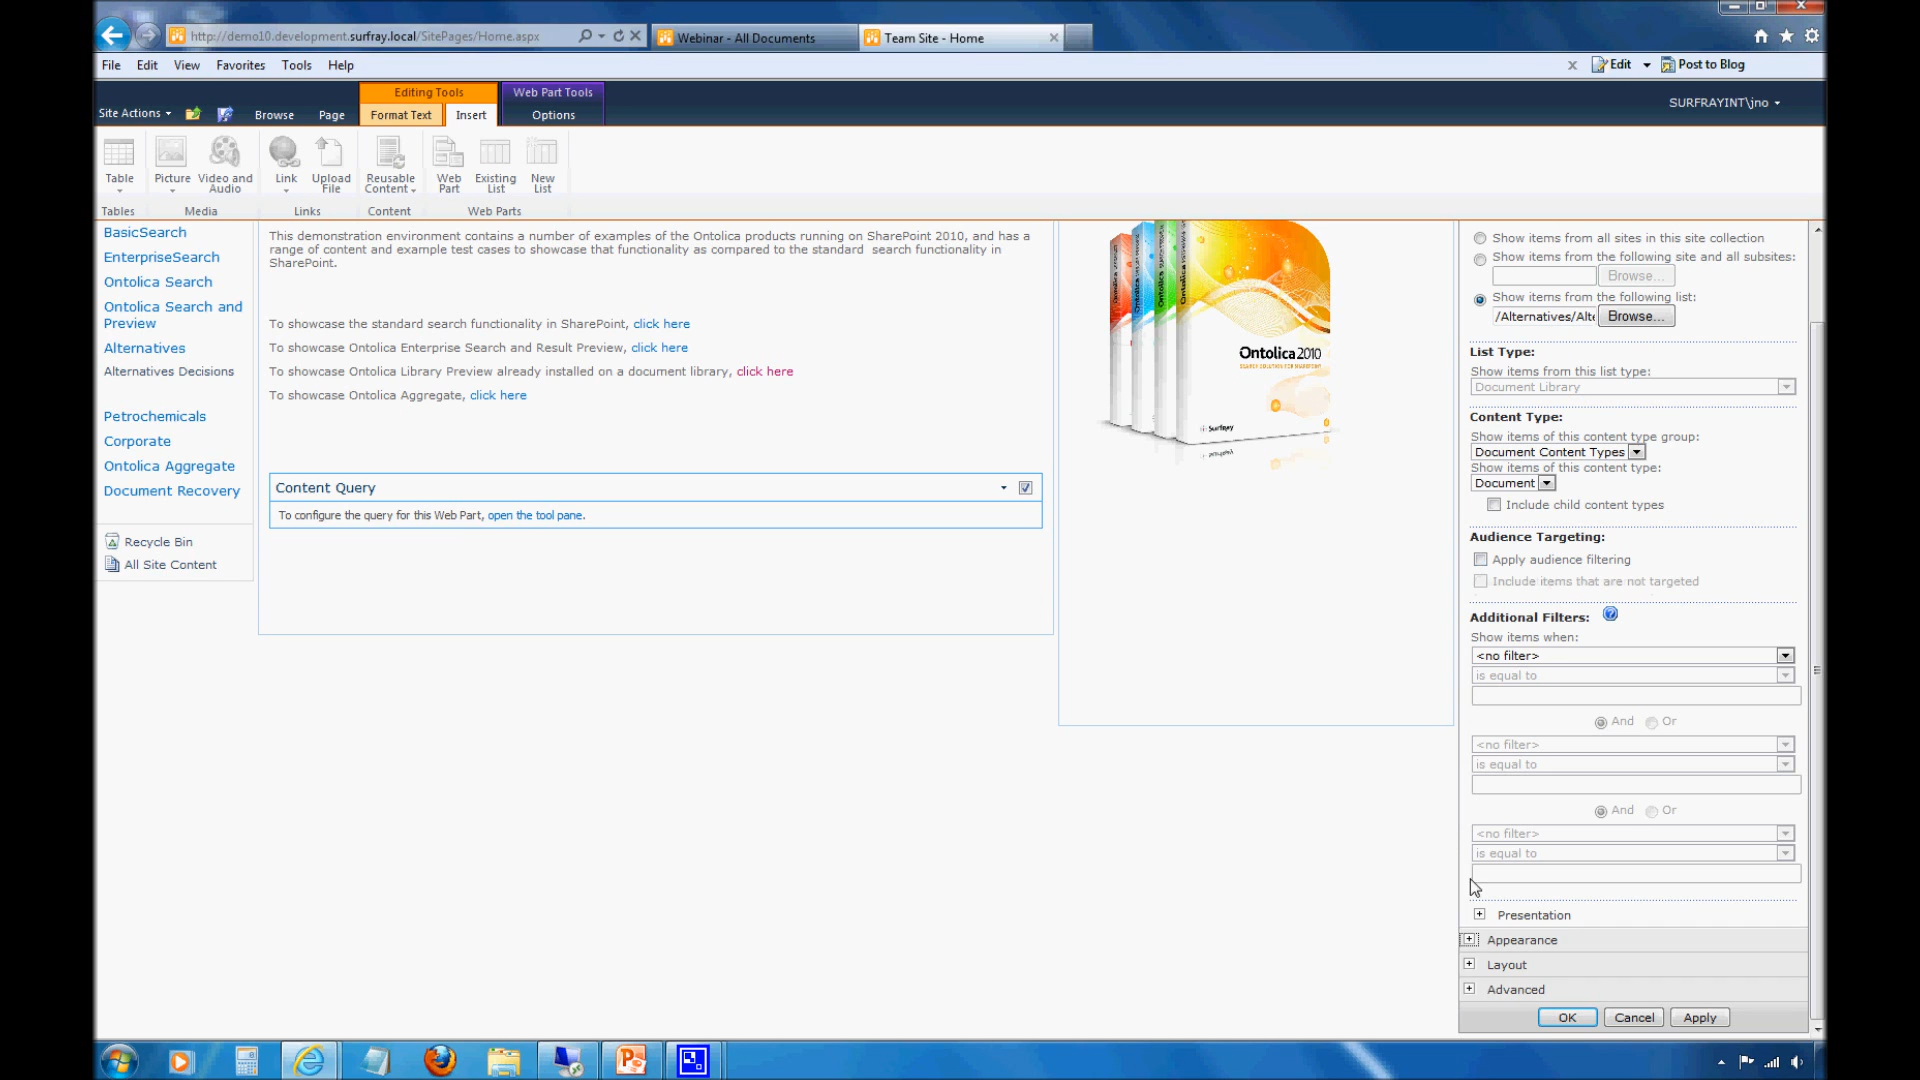 http://demo10.development.surfray.local/SitePages/Home.aspx
Webinar - All Documents
Team Site - Home
File Edit View Favorites Tools Help
Edit
Post to Blog
Editing Tools
Web Part Tools
SURFRAYINT\jno
Site Actions
Browse
Page
Format Text
Insert
Options
Table
Picture
Video and Audio
Link
Upload File
Reusable Content
Web Part
Existing List
New List
Tables
Media
Links
Content
Web Parts
BasicSearch
EnterpriseSearch
Ontolica Search
Ontolica Search and
Preview
Alternatives
Alternatives Decisions
Petrochemicals
Corporate
Ontolica Aggregate
Document Recovery
Recycle Bin
All Site Content
This demonstration environment contains a number of examples of the Ontolica products running on SharePoint 2010, and has a
range of content and example test cases to showcase that functionality as compared to the standard search functionality in
SharePoint.
To showcase the standard search functionality in SharePoint, click here
To showcase Ontolica Enterprise Search and Result Preview, click here
To showcase Ontolica Library Preview already installed on a document library, click here
To showcase Ontolica Aggregate, click here
Content Query
To configure the query for this Web Part, open the tool pane.
Ontolica 2010
Surfray
Show items from all sites in this site collection
Show items from the following site and all subsites:
Browse...
Show items from the following list:
/Alternatives/Alte
Browse...
List Type:
Show items from this list type:
Document Library
Content Type:
Show items of this content type group:
Document Content Types
Show items of this content type:
Document
Include child content types
Audience Targeting:
Apply audience filtering
Include items that are not targeted
Additional Filters:
Show items when:
<no filter>
is equal to
And Or
<no filter>
is equal to
And Or
<no filter>
is equal to
Presentation
Appearance
Layout
Advanced
OK Cancel Apply